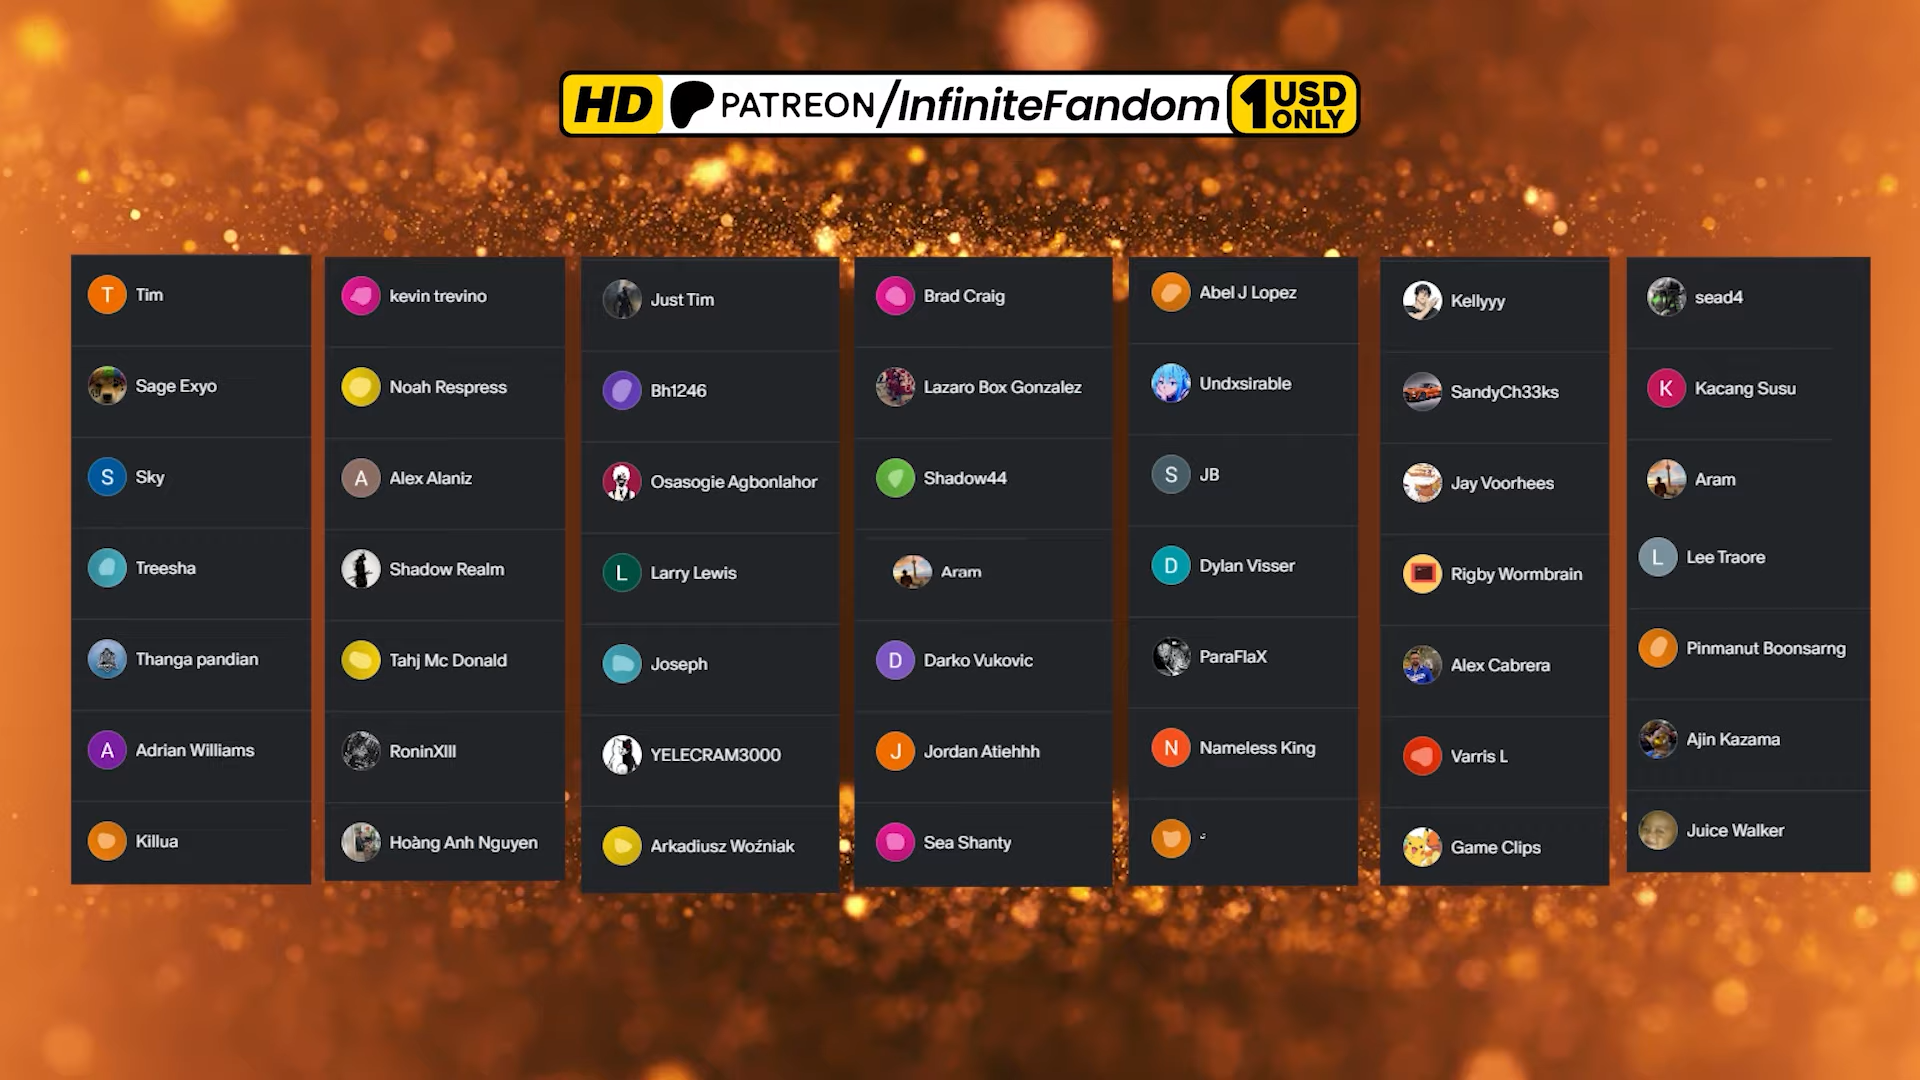 HD PATREON/InfiniteFandom 1 USD ONLY
T Tim
Sage Exyo
S Sky
Treesha
Thanga pandian
A Adrian Williams
Killua
kevin trevino
Noah Respress
A Alex Alaniz
Shadow Realm
Tahj Mc Donald
RoninXIII
Hoàng Anh Nguyen
Just Tim
Bh1246
Osasogie Agbonlahor
L Larry Lewis
Joseph
YELECRAM3000
Arkadiusz Woźniak
Brad Craig
Lazaro Box Gonzalez
Shadow44
Aram
D Darko Vukovic
J Jordan Atiehhh
Sea Shanty
Abel J Lopez
Undxsirable
S JB
D Dylan Visser
ParaFlaX
N Nameless King
Kellyyy
SandyCh33ks
Jay Voorhees
Rigby Wormbrain
Alex Cabrera
Varris L
Game Clips
sead4
K Kacang Susu
Aram
L Lee Traore
Pinmanut Boonsarng
Ajin Kazama
Juice Walker